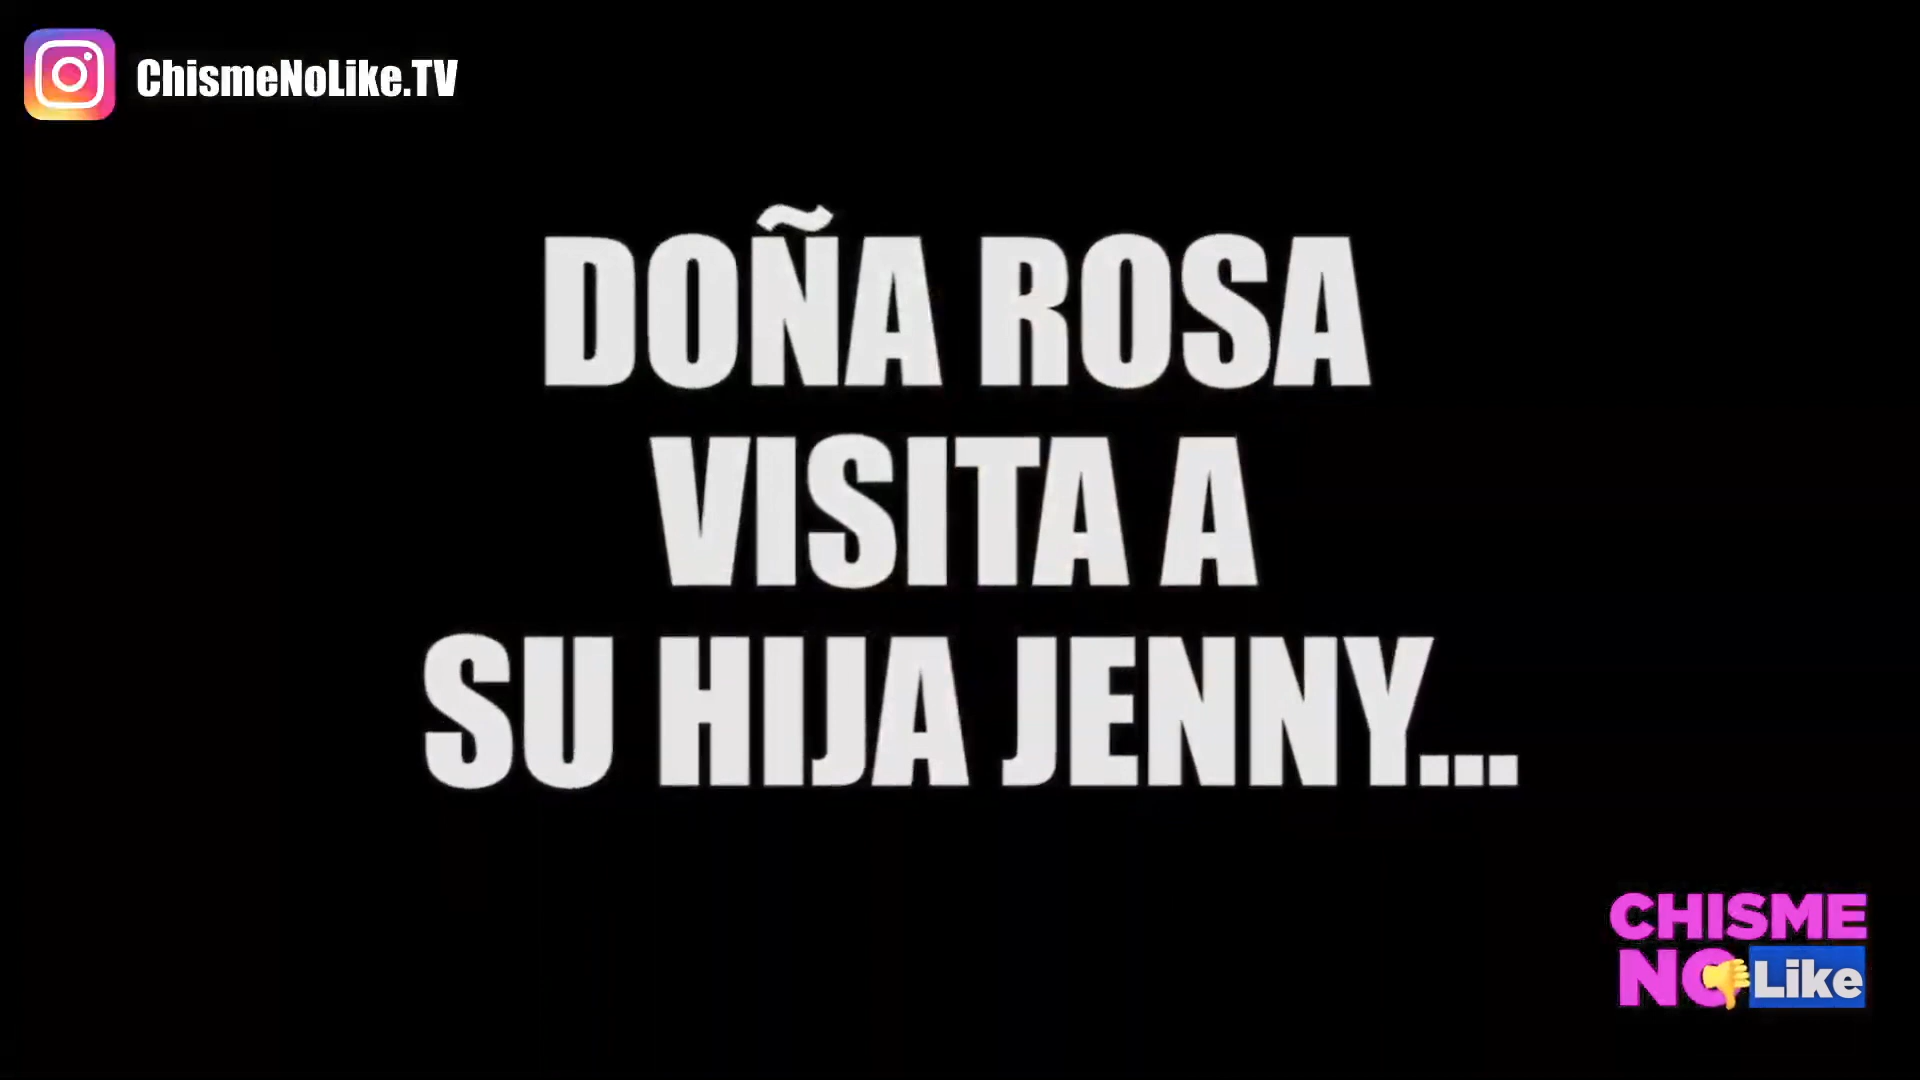 ChismeNoLike.TV
DOÑA ROSA
VISITA A
SU HIJA JENNY...
CHISME
NO Like